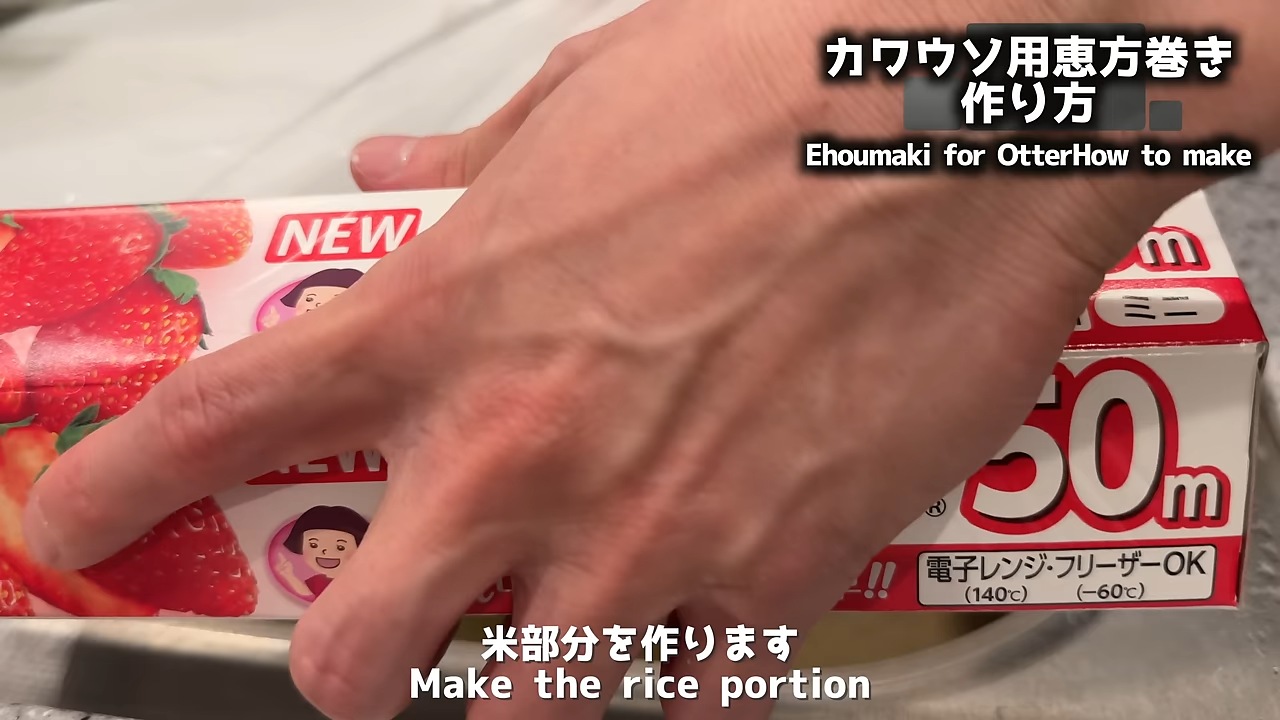 カワウソ用恵方巻き
作り方
Ehoumaki for OtterHow to make
NEW
m
ミニ
50m
®
電子レンジ・フリーザーOK
(140℃) (−60℃)
!!
米部分を作ります
Make the rice portion